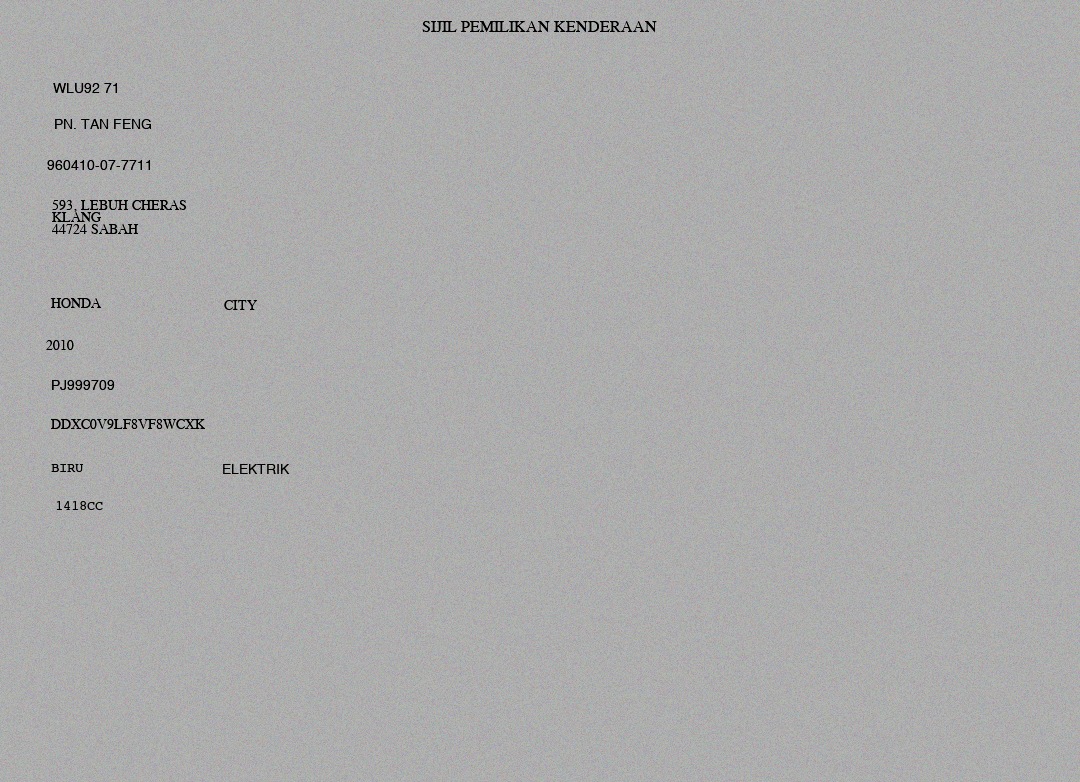 SIJIL PEMILIKAN KENDERAAN
WLU92 71
PN. TAN FENG
960410-07-7711
593, LEBUH CHERAS
KLANG
44724 SABAH
HONDA CITY
2010
PJ999709
DDXC0V9LF8VF8WCXK
BIRU ELEKTRIK
1418CC